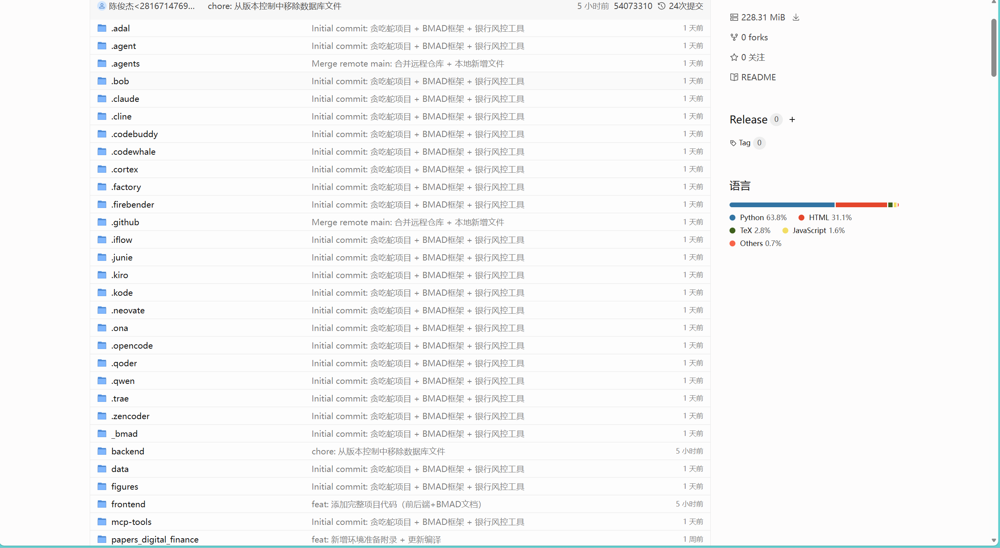 陈俊杰<2816714769... chore: 从版本控制中移除数据库文件 5 小时前 54073310 24次提交
.adal Initial commit: 贪吃蛇项目 + BMAD框架 + 银行风控工具 1 天前
.agent Initial commit: 贪吃蛇项目 + BMAD框架 + 银行风控工具 1 天前
.agents Merge remote main: 合并远程仓库 + 本地新增文件 1 天前
.bob Initial commit: 贪吃蛇项目 + BMAD框架 + 银行风控工具 1 天前
.claude Initial commit: 贪吃蛇项目 + BMAD框架 + 银行风控工具 1 天前
.cline Initial commit: 贪吃蛇项目 + BMAD框架 + 银行风控工具 1 天前
.codebuddy Initial commit: 贪吃蛇项目 + BMAD框架 + 银行风控工具 1 天前
.codewhale Initial commit: 贪吃蛇项目 + BMAD框架 + 银行风控工具 1 天前
.cortex Initial commit: 贪吃蛇项目 + BMAD框架 + 银行风控工具 1 天前
.factory Initial commit: 贪吃蛇项目 + BMAD框架 + 银行风控工具 1 天前
.firebender Initial commit: 贪吃蛇项目 + BMAD框架 + 银行风控工具 1 天前
.github Merge remote main: 合并远程仓库 + 本地新增文件 1 天前
.iflow Initial commit: 贪吃蛇项目 + BMAD框架 + 银行风控工具 1 天前
.junie Initial commit: 贪吃蛇项目 + BMAD框架 + 银行风控工具 1 天前
.kiro Initial commit: 贪吃蛇项目 + BMAD框架 + 银行风控工具 1 天前
.kode Initial commit: 贪吃蛇项目 + BMAD框架 + 银行风控工具 1 天前
.neovate Initial commit: 贪吃蛇项目 + BMAD框架 + 银行风控工具 1 天前
.ona Initial commit: 贪吃蛇项目 + BMAD框架 + 银行风控工具 1 天前
.opencode Initial commit: 贪吃蛇项目 + BMAD框架 + 银行风控工具 1 天前
.qoder Initial commit: 贪吃蛇项目 + BMAD框架 + 银行风控工具 1 天前
.qwen Initial commit: 贪吃蛇项目 + BMAD框架 + 银行风控工具 1 天前
.trae Initial commit: 贪吃蛇项目 + BMAD框架 + 银行风控工具 1 天前
.zencoder Initial commit: 贪吃蛇项目 + BMAD框架 + 银行风控工具 1 天前
_bmad Initial commit: 贪吃蛇项目 + BMAD框架 + 银行风控工具 1 天前
backend chore: 从版本控制中移除数据库文件 5 小时前
data Initial commit: 贪吃蛇项目 + BMAD框架 + 银行风控工具 1 天前
figures Initial commit: 贪吃蛇项目 + BMAD框架 + 银行风控工具 1 天前
frontend feat: 添加完整项目代码（前后端+BMAD文档） 5 小时前
mcp-tools Initial commit: 贪吃蛇项目 + BMAD框架 + 银行风控工具 1 天前
papers_digital_finance feat: 新增环境准备附录 + 更新编译 1 周前
228.31 MiB
0 forks
0 关注
README
Release 0 +
Tag 0
语言
Python 63.8% HTML 31.1%
TeX 2.8% JavaScript 1.6%
Others 0.7%